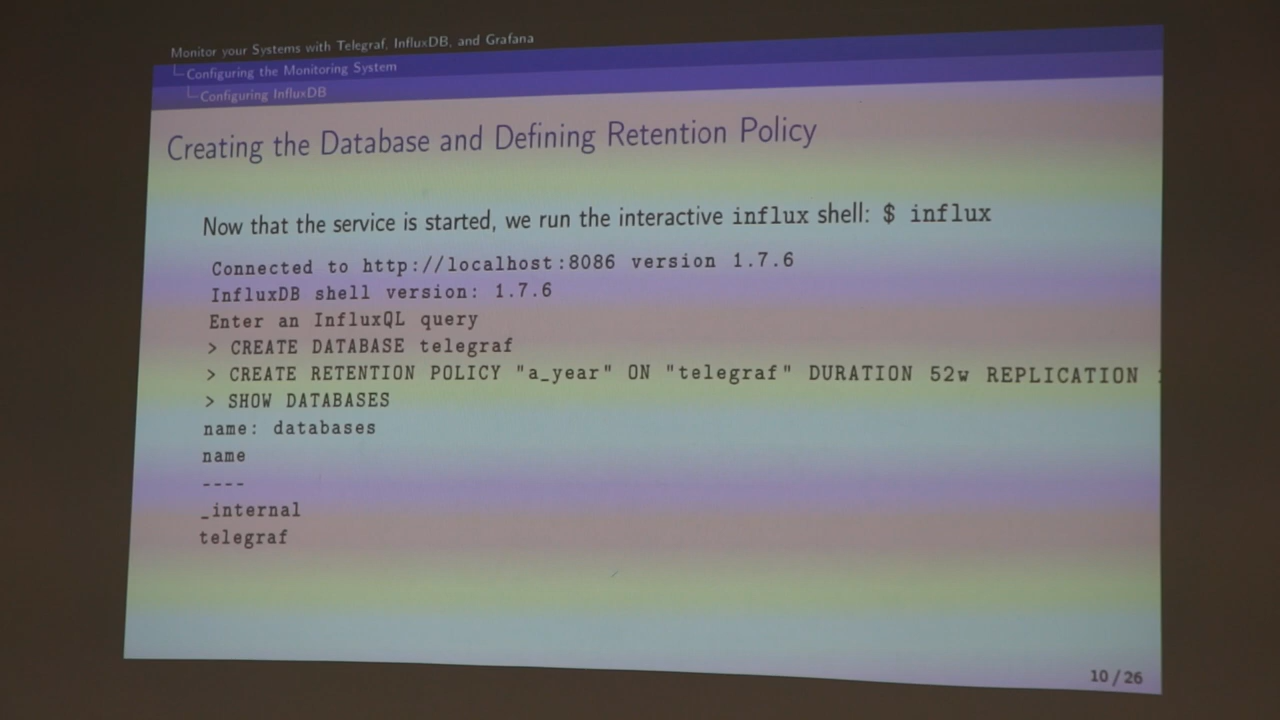 Monitor your Systems with Telegraf, InfluxDB, and Grafana
Configuring the Monitoring System
Configuring InfluxDB
Creating the Database and Defining Retention Policy
Now that the service is started, we run the interactive influx shell: $ influx
Connected to http://localhost:8086 version 1.7.6
InfluxDB shell version: 1.7.6
Enter an InfluxQL query
> CREATE DATABASE telegraf
> CREATE RETENTION POLICY "a_year" ON "telegraf" DURATION 52w REPLICATION
> SHOW DATABASES
name: databases
name
----
_internal
telegraf
10 / 26